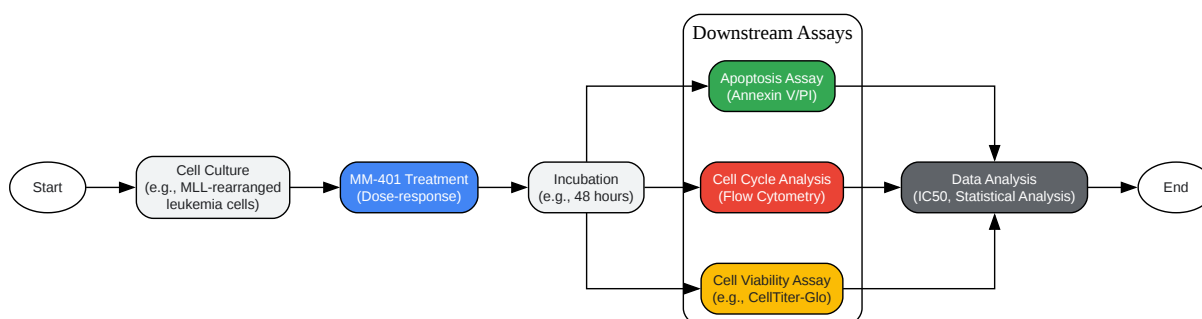 Start
Cell Culture
(e.g., MLL-rearranged
leukemia cells)
MM-401 Treatment
(Dose-response)
Incubation
(e.g., 48 hours)
Downstream Assays
Apoptosis Assay
(Annexin V/PI)
Cell Cycle Analysis
(Flow Cytometry)
Cell Viability Assay
(e.g., CellTiter-Glo)
Data Analysis
(IC50, Statistical Analysis)
End